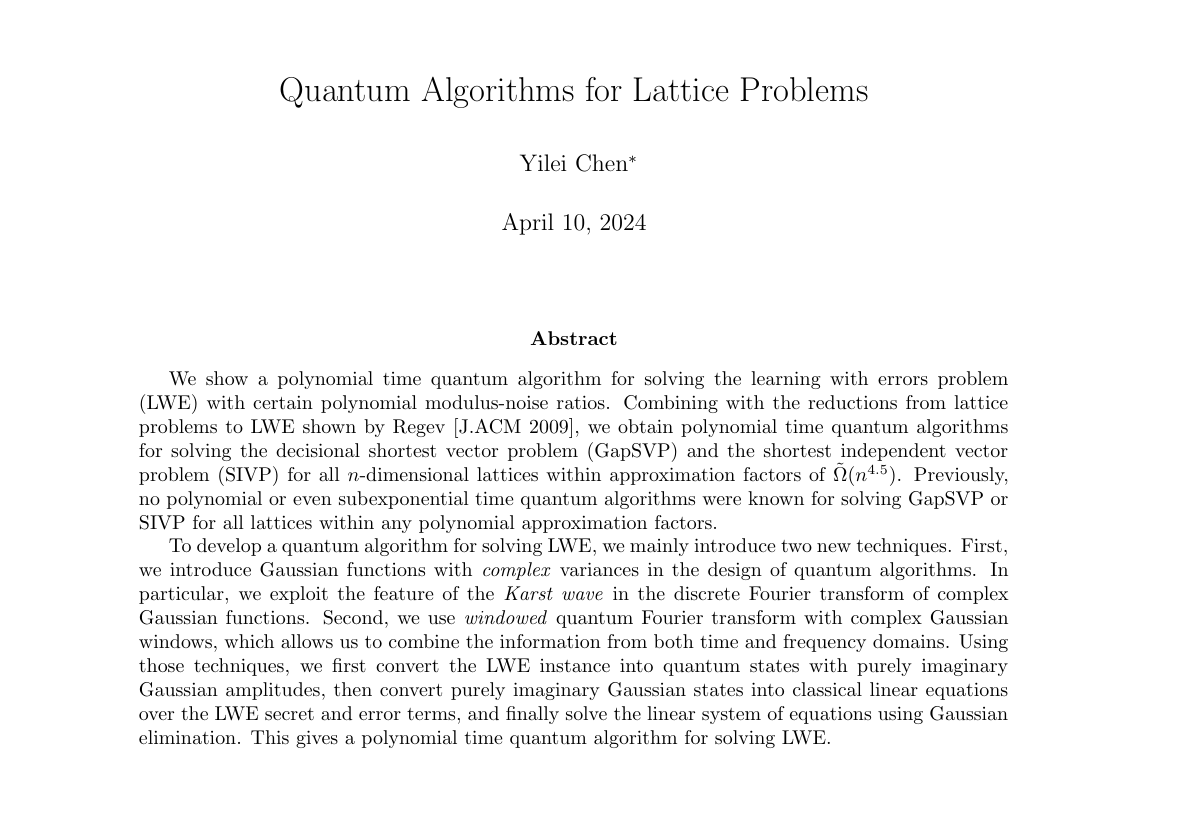 Quantum Algorithms for Lattice Problems
Yilei Chen*
April 10, 2024
Abstract
We show a polynomial time quantum algorithm for solving the learning with errors problem
(LWE) with certain polynomial modulus-noise ratios. Combining with the reductions from lattice
problems to LWE shown by Regev [J.ACM 2009], we obtain polynomial time quantum algorithms
for solving the decisional shortest vector problem (GapSVP) and the shortest independent vector
problem (SIVP) for all n-dimensional lattices within approximation factors of Ω̃(n^4.5). Previously,
no polynomial or even subexponential time quantum algorithms were known for solving GapSVP or
SIVP for all lattices within any polynomial approximation factors.
To develop a quantum algorithm for solving LWE, we mainly introduce two new techniques. First,
we introduce Gaussian functions with complex variances in the design of quantum algorithms. In
particular, we exploit the feature of the Karst wave in the discrete Fourier transform of complex
Gaussian functions. Second, we use windowed quantum Fourier transform with complex Gaussian
windows, which allows us to combine the information from both time and frequency domains. Using
those techniques, we first convert the LWE instance into quantum states with purely imaginary
Gaussian amplitudes, then convert purely imaginary Gaussian states into classical linear equations
over the LWE secret and error terms, and finally solve the linear system of equations using Gaussian
elimination. This gives a polynomial time quantum algorithm for solving LWE.